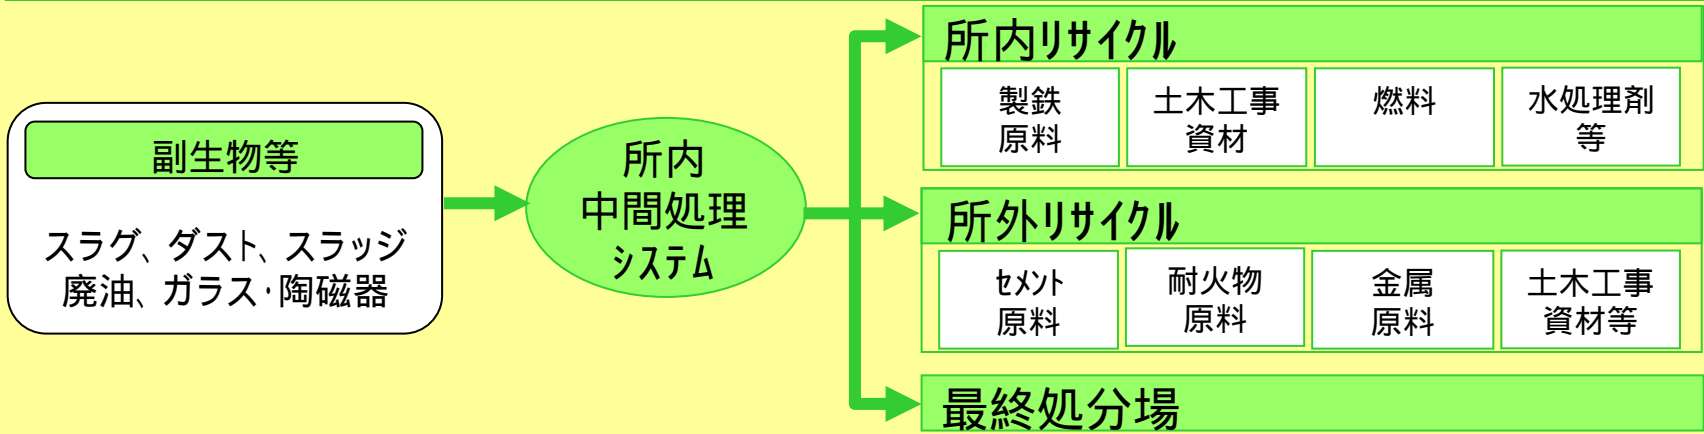 副生物等
スラグ、ダスト、スラッジ
廃油、ガラス・陶磁器
所内
中間処理
システム
所内リサイクル
製鉄
原料
土木工事
資材
燃料
水処理剤
等
所外リサイクル
セメント
原料
耐火物
原料
金属
原料
土木工事
資材等
最終処分場